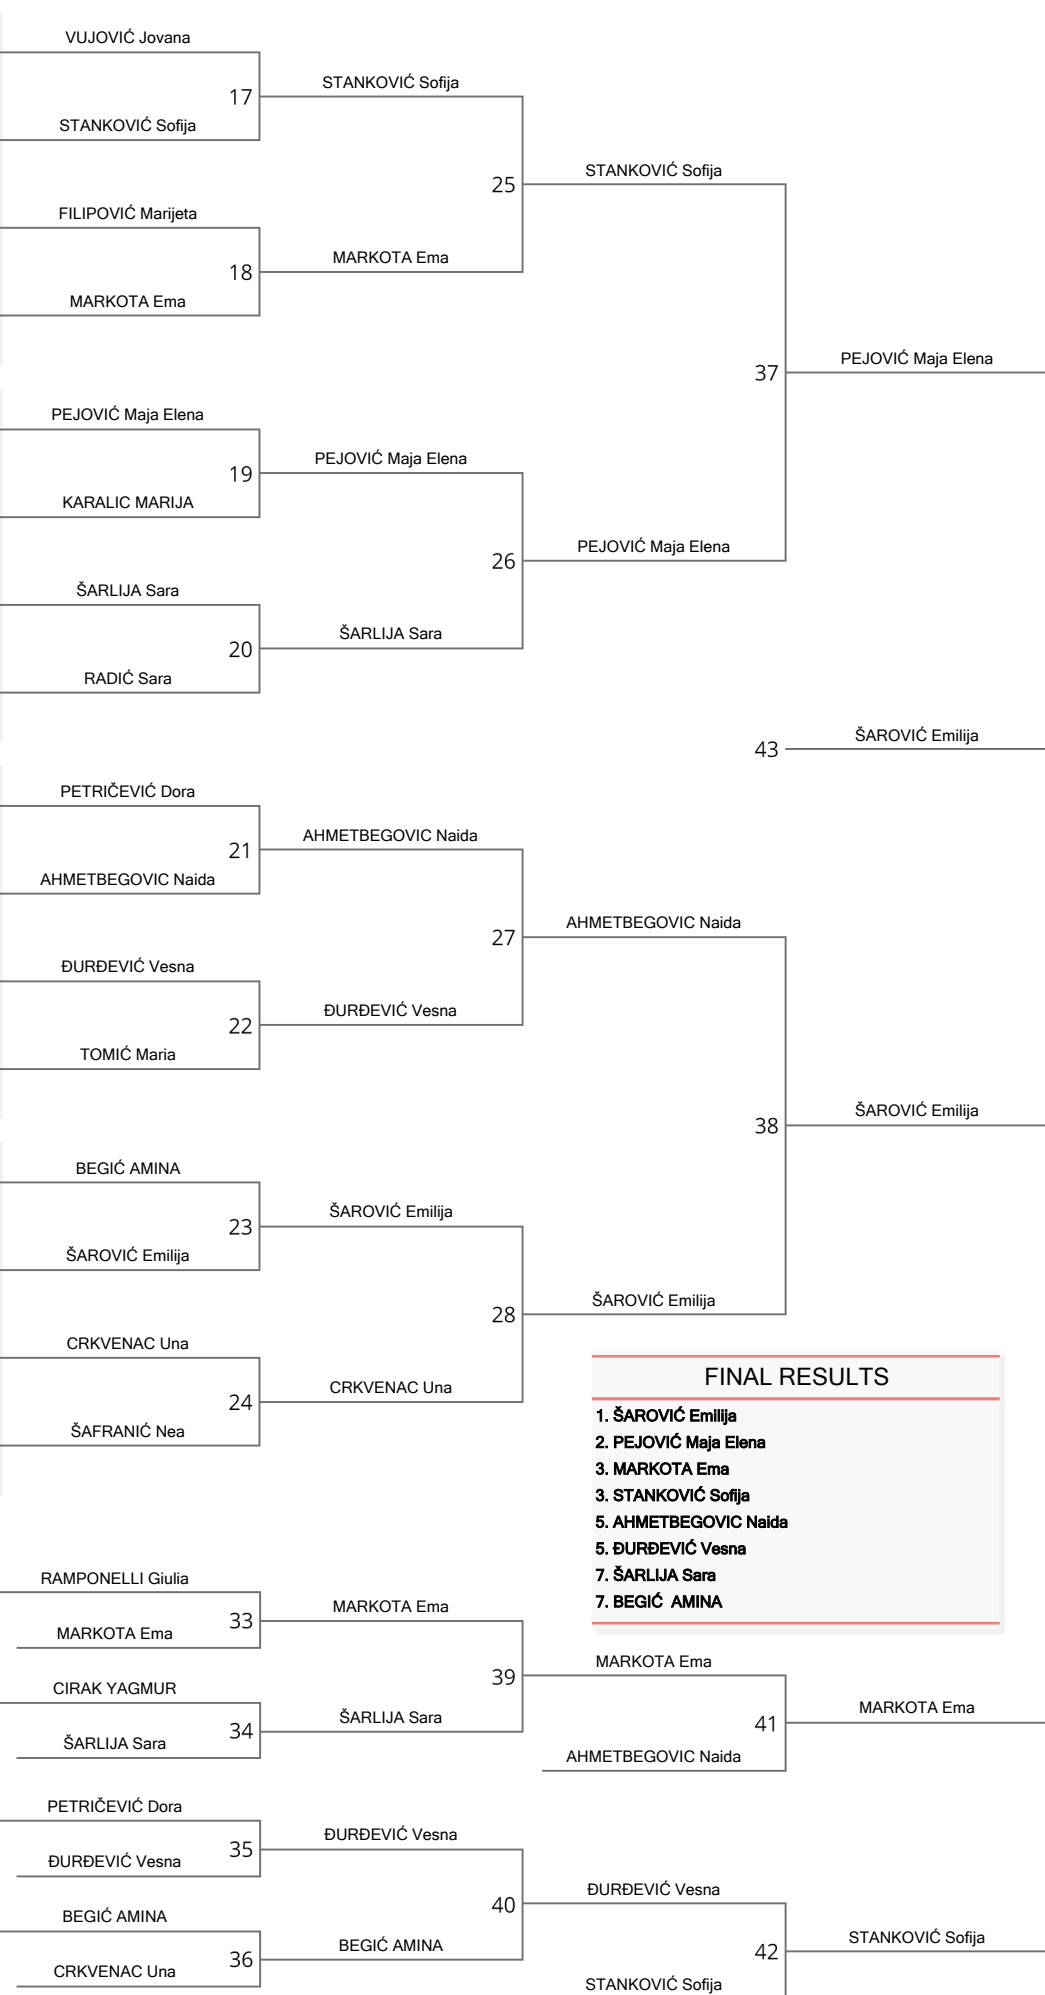 VUJOVIĆ Jovana
17
STANKOVIĆ Sofija
STANKOVIĆ Sofija
25
STANKOVIĆ Sofija
FILIPOVIĆ Marijeta
18
MARKOTA Ema
MARKOTA Ema
37
PEJOVIĆ Maja Elena
PEJOVIĆ Maja Elena
19
PEJOVIĆ Maja Elena
KARALIC MARIJA
26
PEJOVIĆ Maja Elena
ŠARLIJA Sara
20
ŠARLIJA Sara
RADIĆ Sara
43
ŠAROVIĆ Emilija
PETRIČEVIĆ Dora
21
AHMETBEGOVIC Naida
AHMETBEGOVIC Naida
27
AHMETBEGOVIC Naida
ĐURĐEVIĆ Vesna
22
ĐURĐEVIĆ Vesna
TOMIĆ Maria
38
ŠAROVIĆ Emilija
BEGIĆ AMINA
23
ŠAROVIĆ Emilija
ŠAROVIĆ Emilija
28
ŠAROVIĆ Emilija
CRKVENAC Una
24
CRKVENAC Una
ŠAFRANIĆ Nea
FINAL RESULTS
1. ŠAROVIĆ Emilija
2. PEJOVIĆ Maja Elena
3. MARKOTA Ema
3. STANKOVIĆ Sofija
5. AHMETBEGOVIC Naida
5. ĐURĐEVIĆ Vesna
7. ŠARLIJA Sara
7. BEGIĆ  AMINA
RAMPONELLI Giulia
33
MARKOTA Ema
MARKOTA Ema
39
MARKOTA Ema
CIRAK YAGMUR
34
ŠARLIJA Sara
ŠARLIJA Sara
41
MARKOTA Ema
AHMETBEGOVIC Naida
PETRIČEVIĆ Dora
35
ĐURĐEVIĆ Vesna
ĐURĐEVIĆ Vesna
40
ĐURĐEVIĆ Vesna
BEGIĆ AMINA
36
BEGIĆ AMINA
CRKVENAC Una
42
STANKOVIĆ Sofija
STANKOVIĆ Sofija